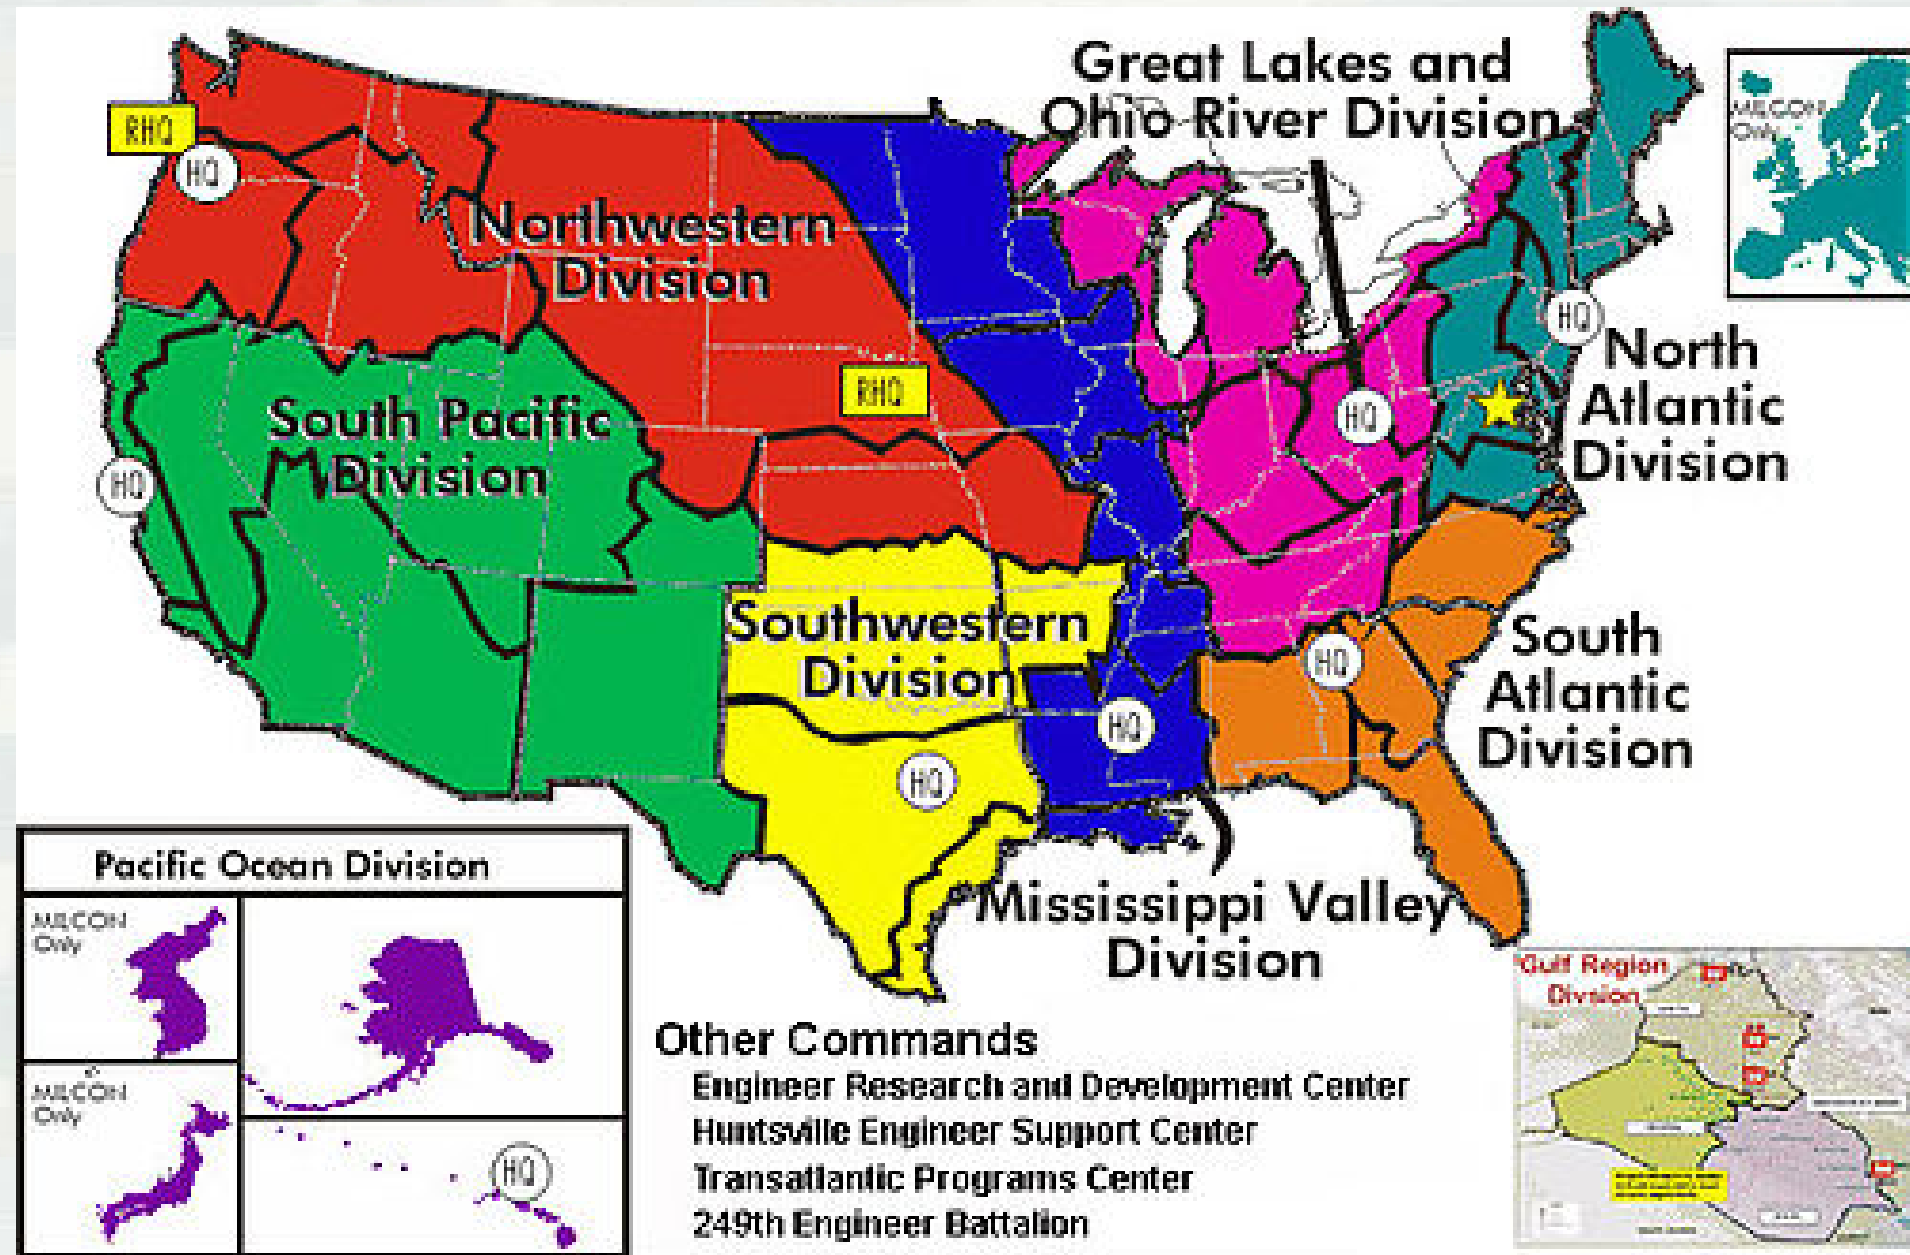 Great Lakes and
Ohio River Division
MILCON
Only
RHQ
HQ
Northwestern
Division
HQ
North
Atlantic
Division
RHQ
HQ
South Pacific
Division
HQ
Southwestern
Division
HQ
South
Atlantic
Division
HQ
HQ
Mississippi Valley
Division
Pacific Ocean Division
MILCON
Only
MILCON
Only
HQ
Other Commands
Engineer Research and Development Center
Huntsville Engineer Support Center
Transatlantic Programs Center
249th Engineer Battalion
Gulf Region
Division